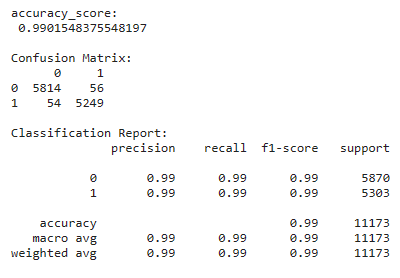 accuracy_score:
0.9901548375548197
Confusion Matrix:
0 1
0 5814 56
1 54 5249
Classification Report:
precision recall f1-score support
0 0.99 0.99 0.99 5870
1 0.99 0.99 0.99 5303
accuracy 0.99 11173
macro avg 0.99 0.99 0.99 11173
weighted avg 0.99 0.99 0.99 11173